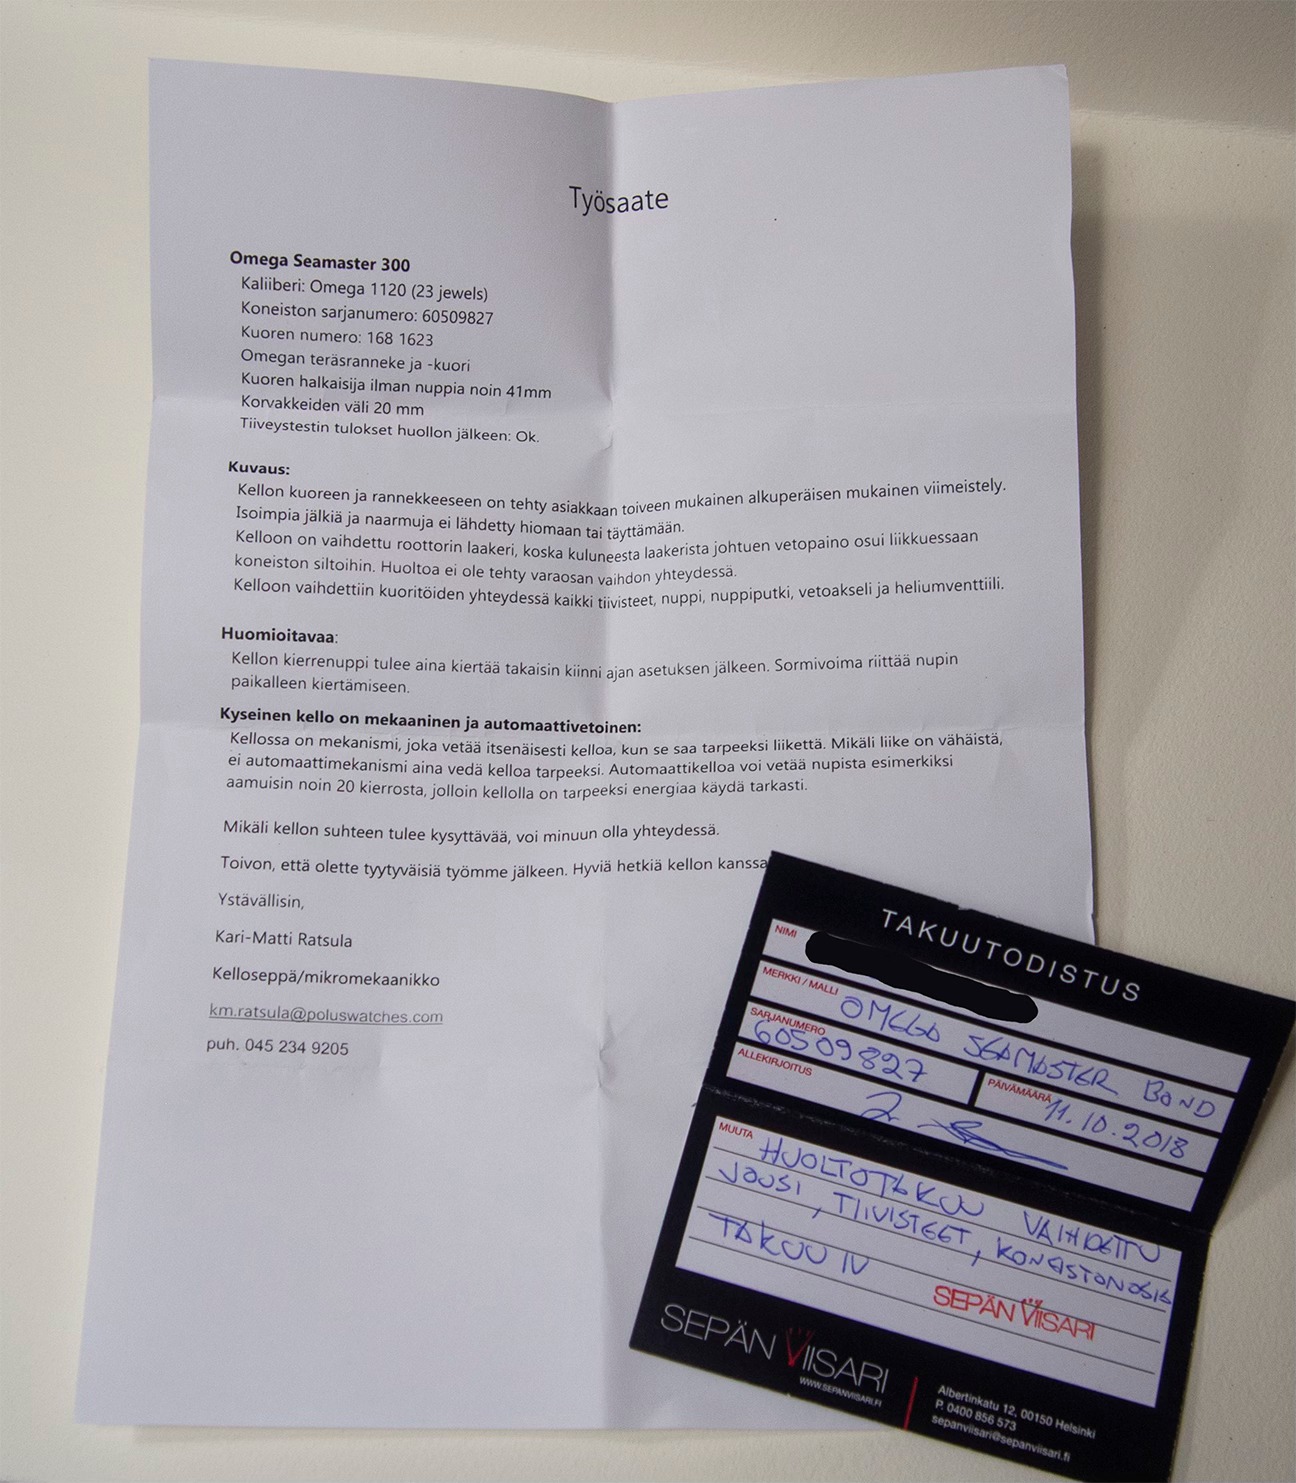 Työsaate
Omega Seamaster 300
Kaliiberi: Omega 1120 (23 jewels)
Koneiston sarjanumero: 60509827
Kuoren numero: 168 1623
Omegan teräsranneke ja -kuori
Kuoren halkaisija ilman nuppia noin 41mm
Korvakkeiden väli 20 mm
Tiiveystestin tulokset huollon jälkeen: Ok.
Kuvaus:
Kellon kuoreen ja rannekkeeseen on tehty asiakkaan toiveen mukainen alkuperäisen mukainen viimeistely.
Isoimpia jälkiä ja naarmuja ei lähdetty hiomaan tai täyttämään.
Kelloon on vaihdettu roottorin laakeri, koska kuluneesta laakerista johtuen vetopaino osui liikkuessaan
koneiston siltoihin. Huoltoa ei ole tehty varaosan vaihdon yhteydessä.
Kelloon vaihdettiin kuoritöiden yhteydessä kaikki tiivisteet, nuppi, nuppiputki, vetoakseli ja heliumventtiili.
Huomioitavaa:
Kellon kierrenuppi tulee aina kiertää takaisin kiinni ajan asetuksen jälkeen. Sormivoima riittää nupin
paikalleen kiertämiseen.
Kyseinen kello on mekaaninen ja automaattivetoinen:
Kellossa on mekanismi, joka vetää itsenäisesti kelloa, kun se saa tarpeeksi liikettä. Mikäli liike on vähäistä,
ei automaattimekanismi aina vedä kelloa tarpeeksi. Automaattikelloa voi vetää nupista esimerkiksi
aamuisin noin 20 kierrosta, jolloin kellolla on tarpeeksi energiaa käydä tarkasti.
Mikäli kellon suhteen tulee kysyttävää, voi minuun olla yhteydessä.
Toivon, että olette tyytyväisiä työmme jälkeen. Hyviä hetkiä kellon kanssa
Ystävällisin,
Kari-Matti Ratsula
Kelloseppä/mikromekaanikko
km.ratsula@poluswatches.com
puh. 045 234 9205
TAKUUTODISTUS
NIMI
MERKKI / MALLI OMEGA SEAMASTER BOND
SARJANUMERO 60509827
PÄIVÄMÄÄRÄ 11.10.2018
ALLEKIRJOITUS
MUUTA HUOLTOTAKUU VAIHDETTU
JOUSI, TIIVISTEET, KONEISTONOSIA
TAKUU 1V
SEPÄN VIISARI
SEPÄN VIISARI
WWW.SEPANVIISARI.FI
Albertinkatu 12, 00150 Helsinki
P. 0400 856 573
sepanviisari@sepanviisari.fi